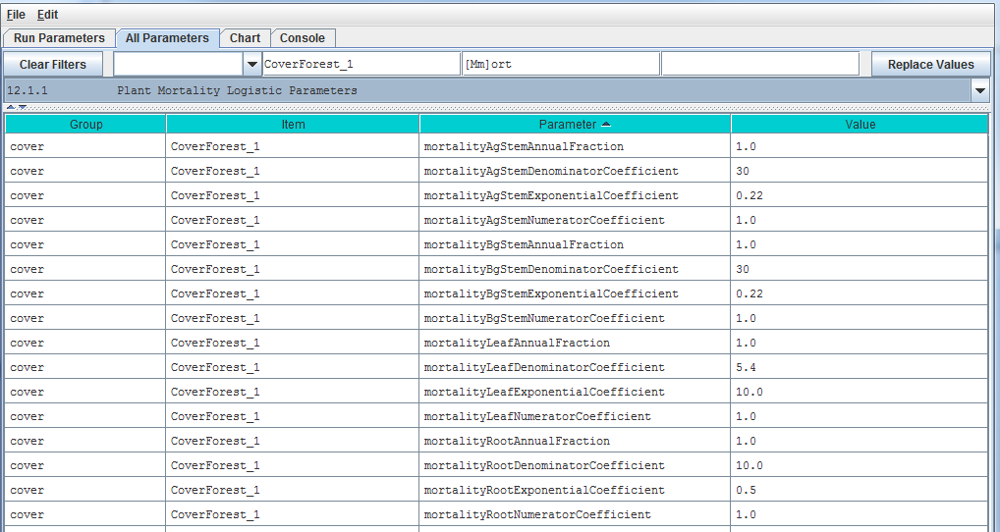 File Edit
Run Parameters All Parameters Chart Console
Clear Filters CoverForest_1 [Mm]ort Replace Values
12.1.1 Plant Mortality Logistic Parameters
Group Item Parameter Value
cover CoverForest_1 mortalityAgStemAnnualFraction 1.0
cover CoverForest_1 mortalityAgStemDenominatorCoefficient 30
cover CoverForest_1 mortalityAgStemExponentialCoefficient 0.22
cover CoverForest_1 mortalityAgStemNumeratorCoefficient 1.0
cover CoverForest_1 mortalityBgStemAnnualFraction 1.0
cover CoverForest_1 mortalityBgStemDenominatorCoefficient 30
cover CoverForest_1 mortalityBgStemExponentialCoefficient 0.22
cover CoverForest_1 mortalityBgStemNumeratorCoefficient 1.0
cover CoverForest_1 mortalityLeafAnnualFraction 1.0
cover CoverForest_1 mortalityLeafDenominatorCoefficient 5.4
cover CoverForest_1 mortalityLeafExponentialCoefficient 10.0
cover CoverForest_1 mortalityLeafNumeratorCoefficient 1.0
cover CoverForest_1 mortalityRootAnnualFraction 1.0
cover CoverForest_1 mortalityRootDenominatorCoefficient 10.0
cover CoverForest_1 mortalityRootExponentialCoefficient 0.5
cover CoverForest_1 mortalityRootNumeratorCoefficient 1.0